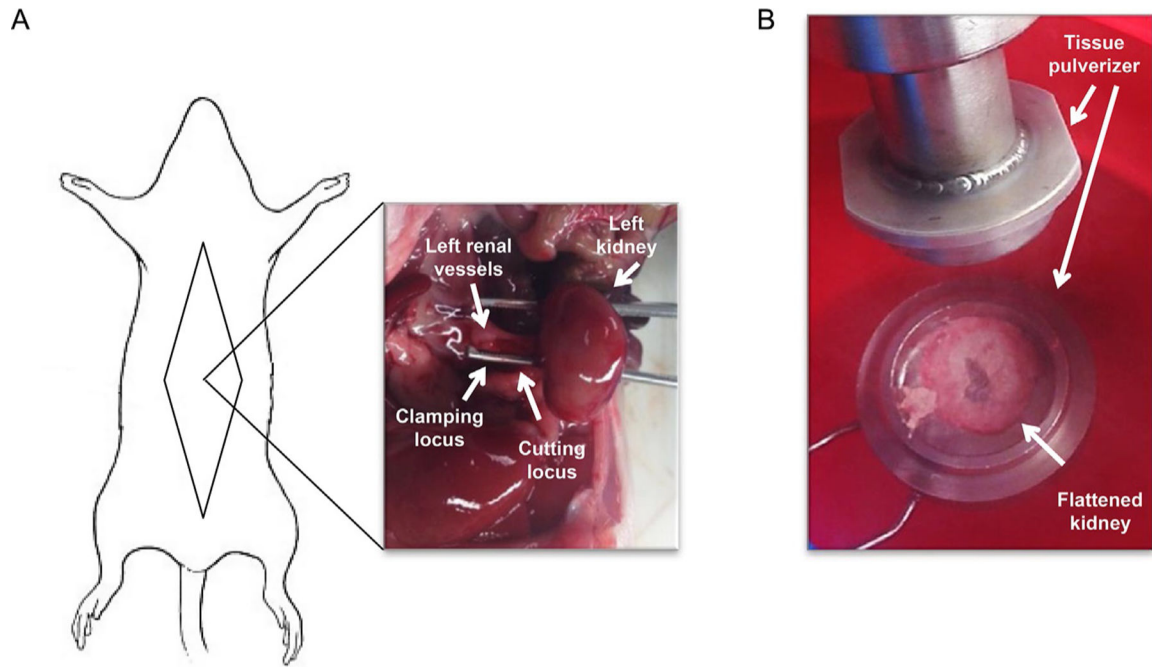 A
B
Left renal
vessels
Left
kidney
Clamping
locus
Cutting
locus
Tissue
pulverizer
Flattened
kidney